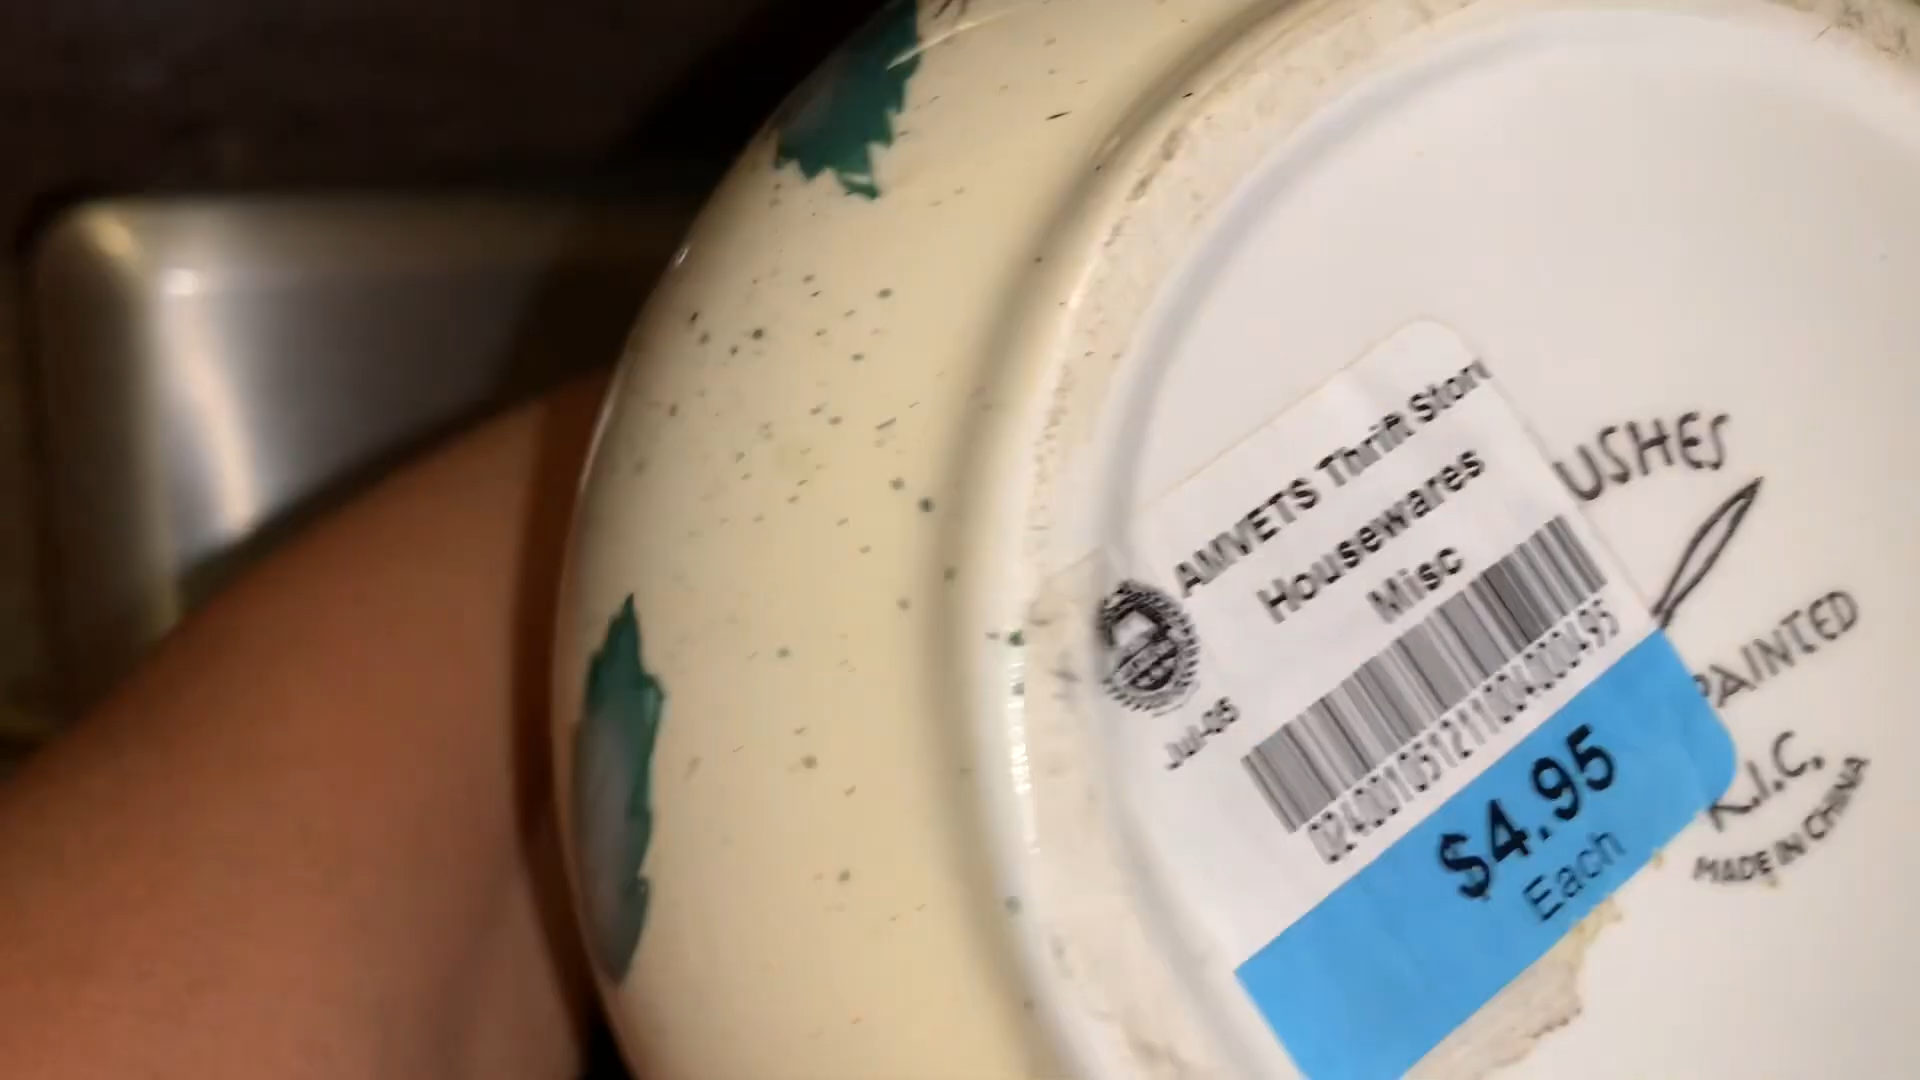 AMVETS Thrift Store
Housewares
Misc
Jul-05
$4.95
Each
USHES
PAINTED
K.I.C.
MADE IN CHINA